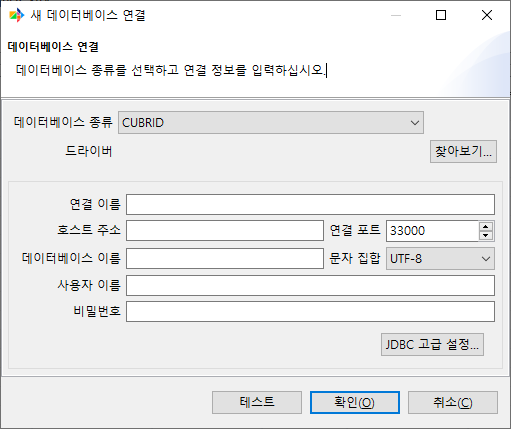 새 데이터베이스 연결
데이터베이스 연결
데이터베이스 종류를 선택하고 연결 정보를 입력하십시오.
데이터베이스 종류 CUBRID
드라이버 찾아보기...
연결 이름
호스트 주소 연결 포트 33000
데이터베이스 이름 문자 집합 UTF-8
사용자 이름
비밀번호
JDBC 고급 설정...
테스트 확인(O) 취소(C)